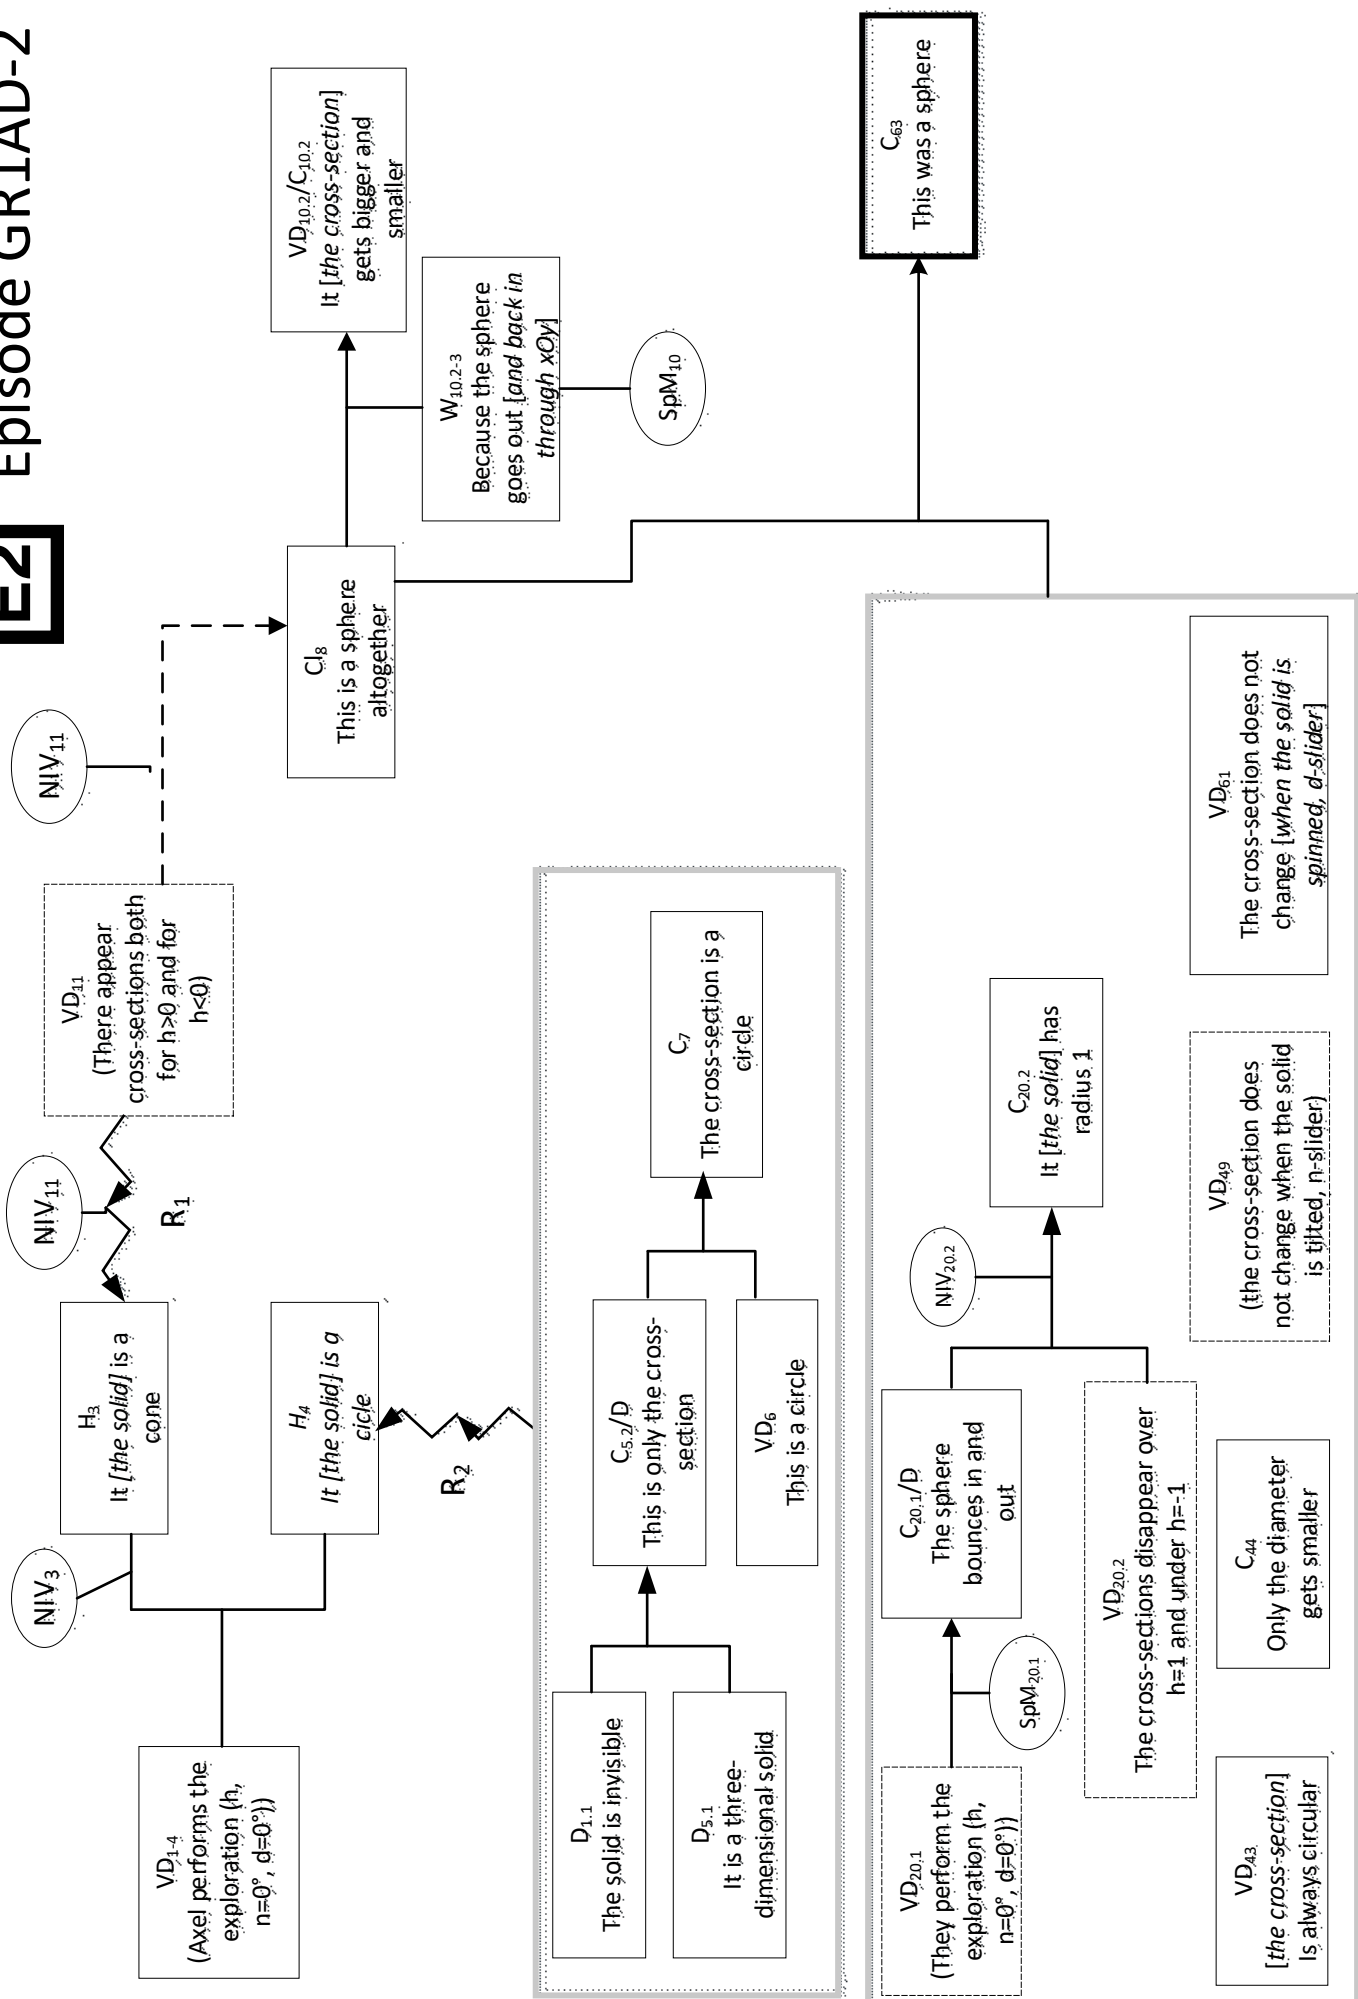 E2
Episode GRIAD-2
NIV₃
NIV₁₁
NIV₁₁
VD₁₋₄
(Axel performs the
exploration (h,
n=0°, d=0°))
H₃
It [the solid] is a
cone
R₁
VD₁₁
(There appear
cross-sections both
for h>0 and for
h<0)
H₄
It [the solid] is a
cicle
R₂
CI₈
This is a sphere
altogether
VD₁₀.₂/C₁₀.₂
It [the cross-section]
gets bigger and
smaller
W₁₀.₂₋₃
Because the sphere
goes out [and back in
through xOy]
SpM₁₀
D₁.₁
The solid is invisible
D₅.₁
It is a three-
dimensional solid
C₅.₂/D
This is only the cross-
section
VD₆
This is a circle
C₇
The cross-section is a
circle
C₆₃
This was a sphere
VD₂₀.₁
(They perform the
exploration (h,
n=0°, d=0°))
SpM₂₀.₁
C₂₀.₁/D
The sphere
bounces in and
out
NIV₂₀.₂
VD₂₀.₂
The cross-sections disappear over
h=1 and under h=-1
C₂₀.₂
It [the solid] has
radius 1
VD₄₃
[the cross-section]
Is always circular
C₄₄
Only the diameter
gets smaller
VD₄₉
(the cross-section does
not change when the solid
is tilted, n-slider)
VD₆₁
The cross-section does not
change [when the solid is
spinned, d-slider]